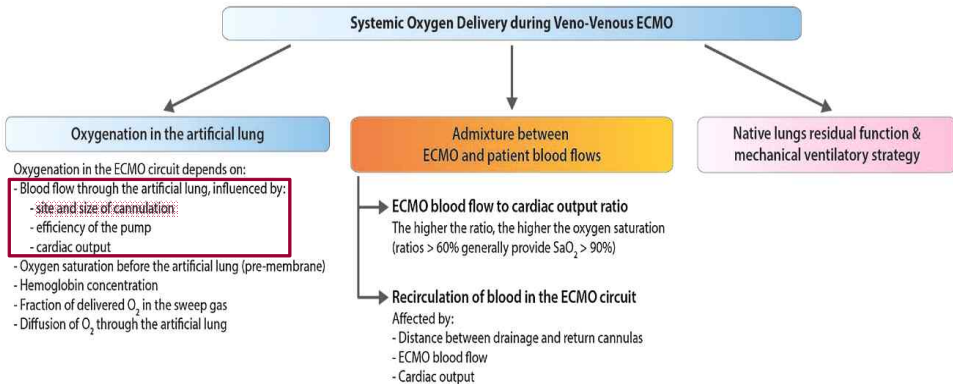 Systemic Oxygen Delivery during Veno-Venous ECMO
Oxygenation in the artificial lung
Oxygenation in the ECMO circuit depends on:
- Blood flow through the artificial lung, influenced by:
- site and size of cannulation
- efficiency of the pump
- cardiac output
- Oxygen saturation before the artificial lung (pre-membrane)
- Hemoglobin concentration
- Fraction of delivered O₂ in the sweep gas
- Diffusion of O₂ through the artificial lung
Admixture between
ECMO and patient blood flows
ECMO blood flow to cardiac output ratio
The higher the ratio, the higher the oxygen saturation
(ratios > 60% generally provide SaO₂ > 90%)
Recirculation of blood in the ECMO circuit
Affected by:
- Distance between drainage and return cannulas
- ECMO blood flow
- Cardiac output
Native lungs residual function &
mechanical ventilatory strategy